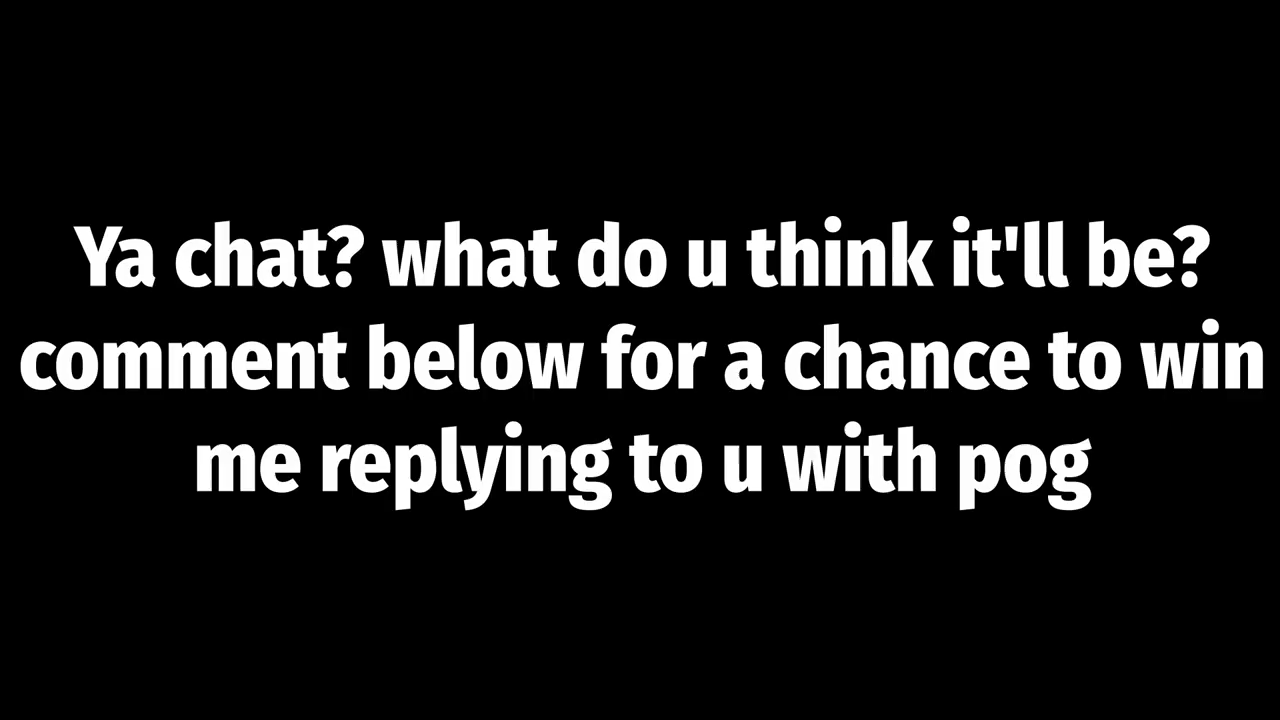 Ya chat? what do u think it'll be?
comment below for a chance to win
me replying to u with pog